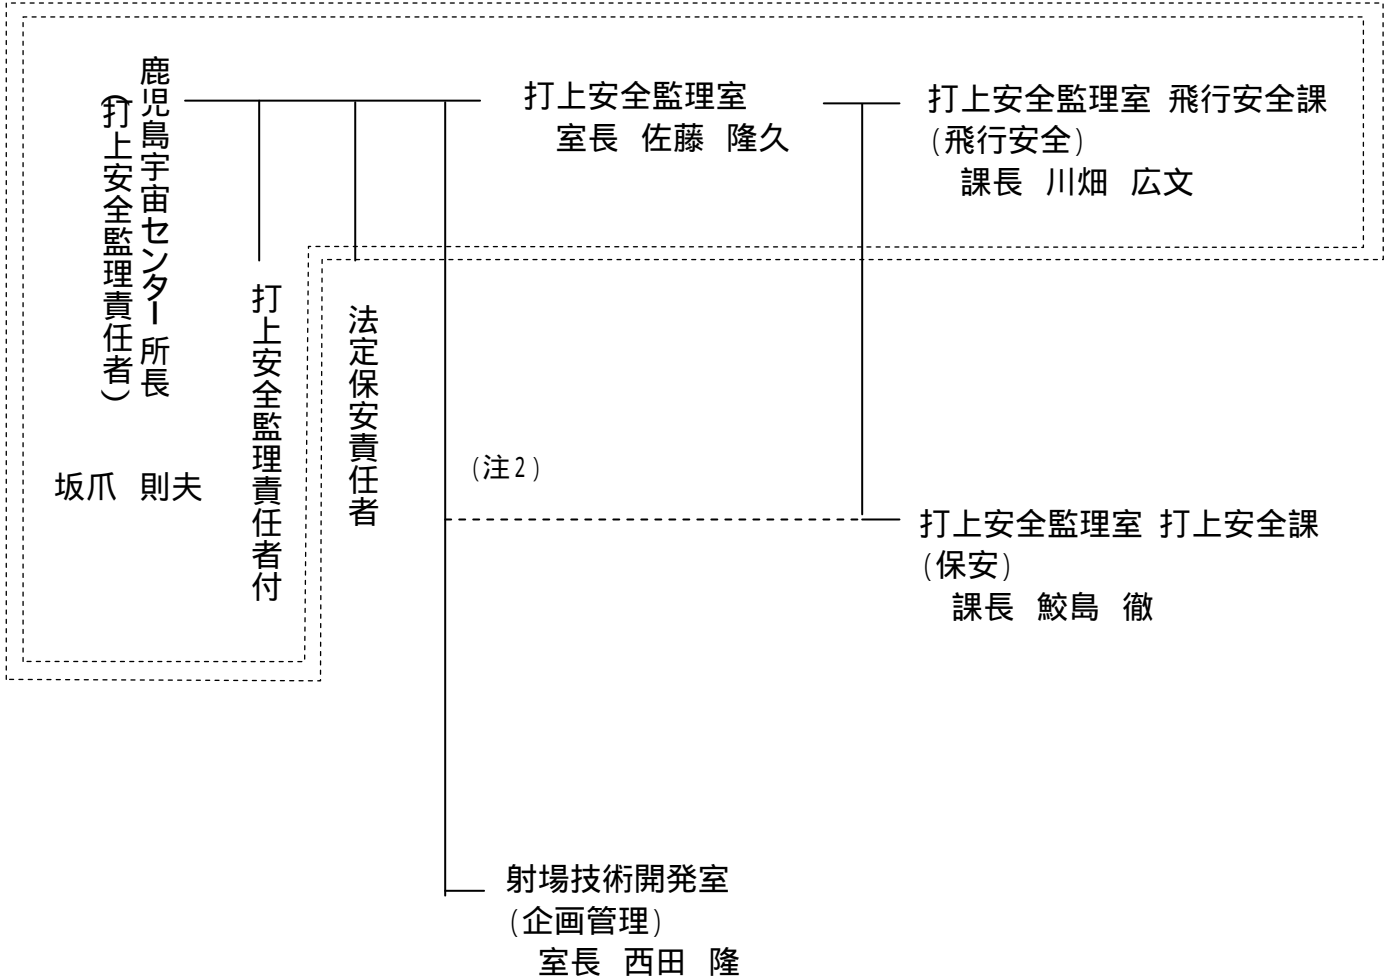 鹿児島宇宙センター 所長
(打上安全監理責任者)
坂爪 則夫
打上安全監理責任者付
法定保安責任者
打上安全監理室
室長 佐藤 隆久
打上安全監理室 飛行安全課
(飛行安全)
課長 川畑 広文
(注2)
打上安全監理室 打上安全課
(保安)
課長 鮫島 徹
射場技術開発室
(企画管理)
室長 西田 隆